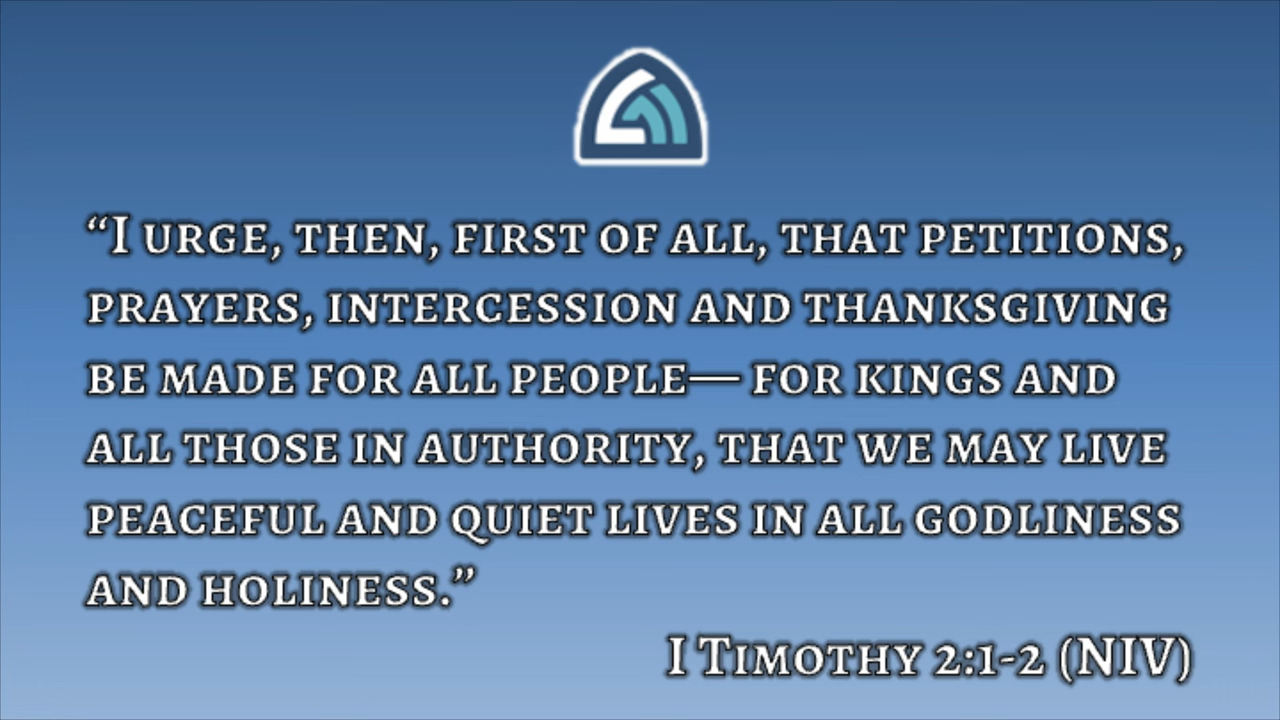 “I urge, then, first of all, that petitions,
prayers, intercession and thanksgiving
be made for all people— for kings and
all those in authority, that we may live
peaceful and quiet lives in all godliness
and holiness.”
I Timothy 2:1-2 (NIV)